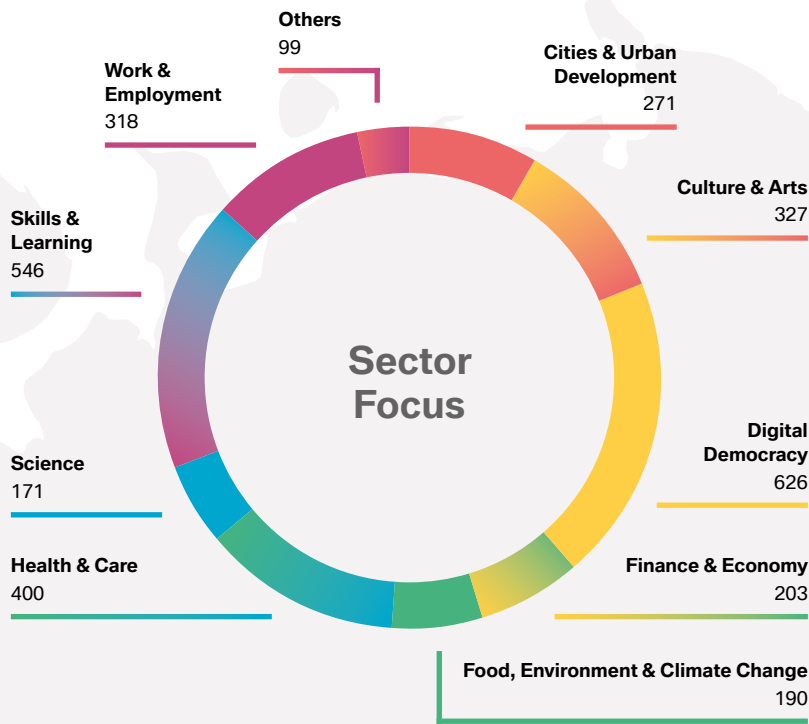 Others
99
Cities & Urban
Development
271
Work &
Employment
318
Culture & Arts
327
Skills &
Learning
546
Sector
Focus
Digital
Democracy
626
Science
171
Health & Care
400
Finance & Economy
203
Food, Environment & Climate Change
190